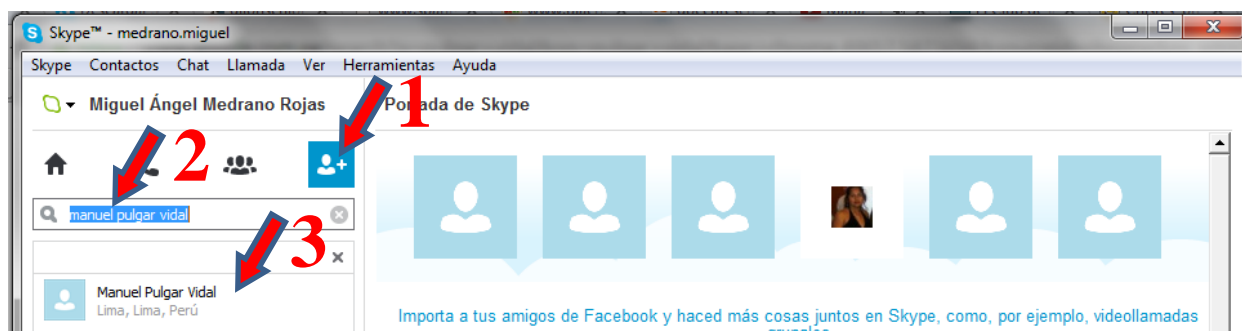 Skype™ - medrano.miguel
Skype Contactos Chat Llamada Ver Herramientas Ayuda
Miguel Ángel Medrano Rojas
Portada de Skype
1
2
manuel pulgar vidal
3
Manuel Pulgar Vidal
Lima, Lima, Perú
Importa a tus amigos de Facebook y haced más cosas juntos en Skype, como, por ejemplo, videollamadas